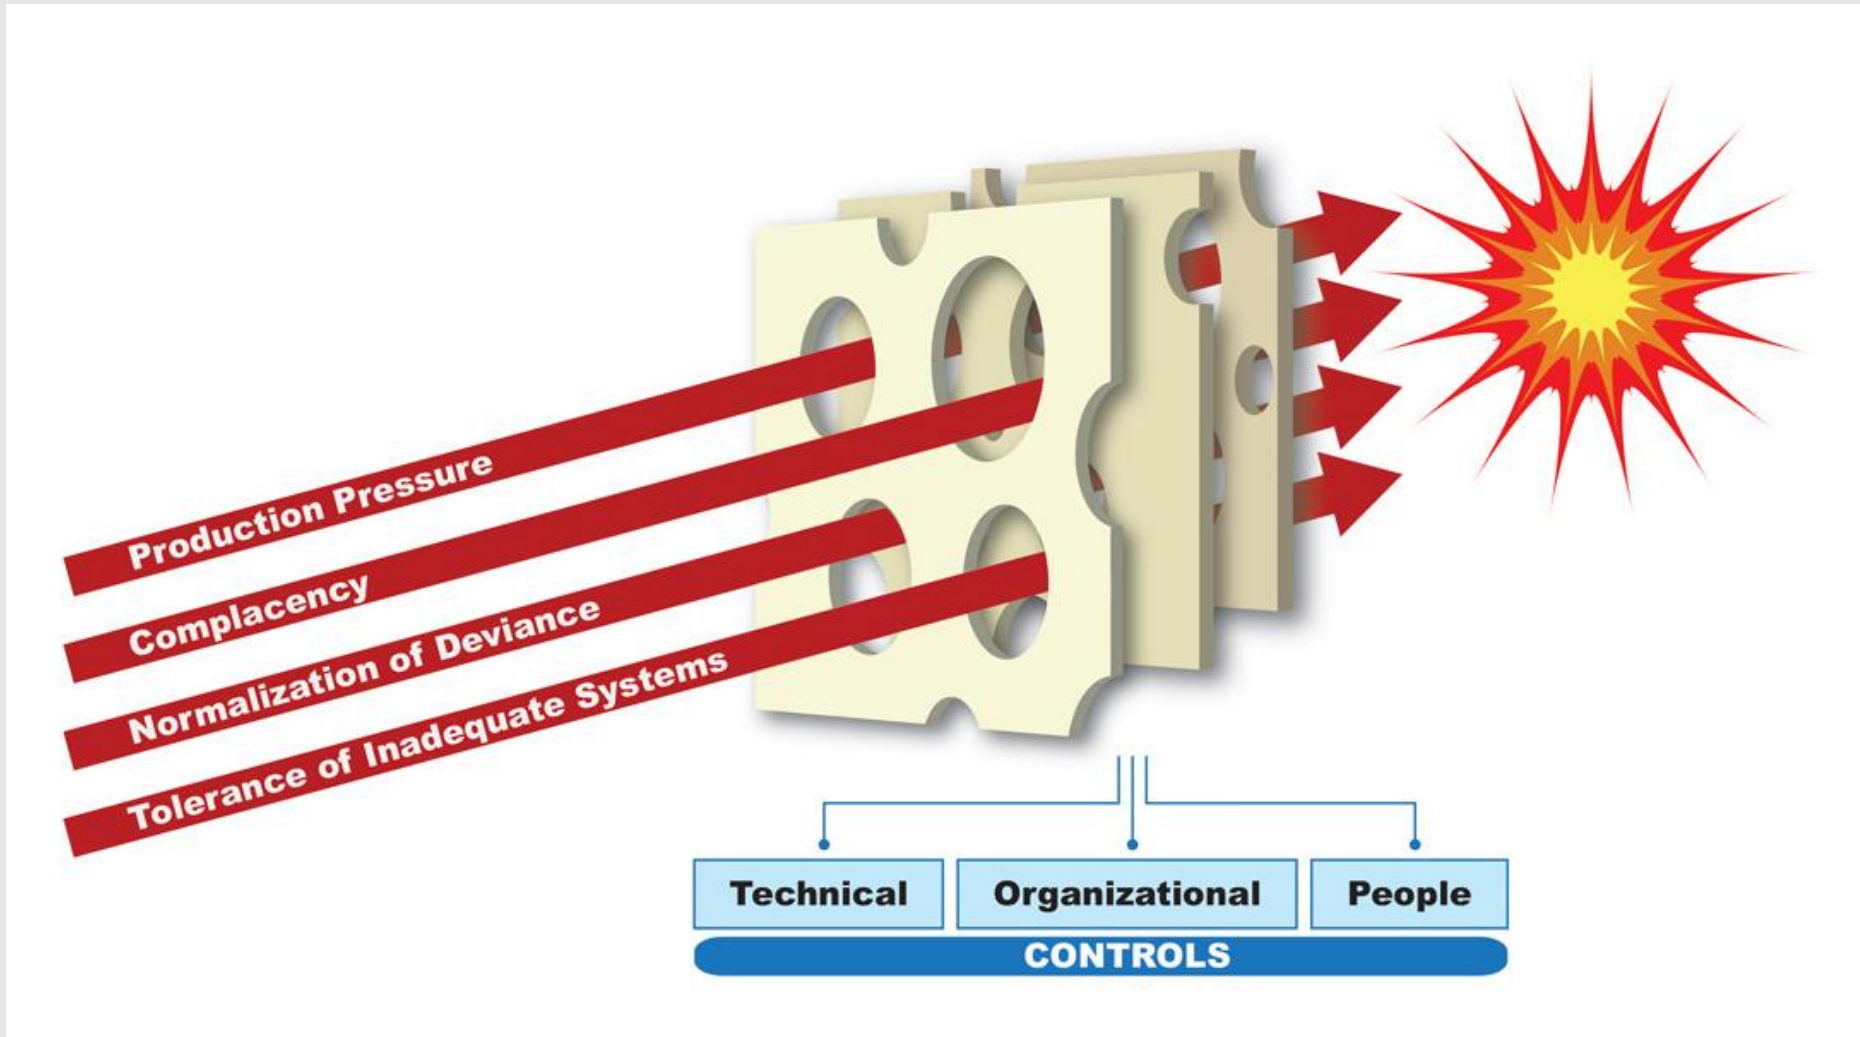 Production Pressure
Complacency
Normalization of Deviance
Tolerance of Inadequate Systems
Technical
Organizational
People
CONTROLS